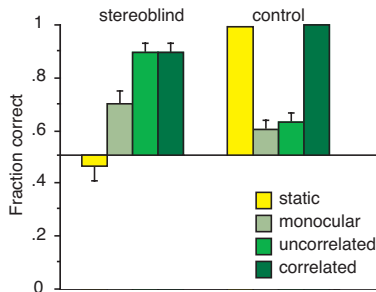 stereoblind control
1
.8
.6
.4
.2
0
Fraction correct
static
monocular
uncorrelated
correlated